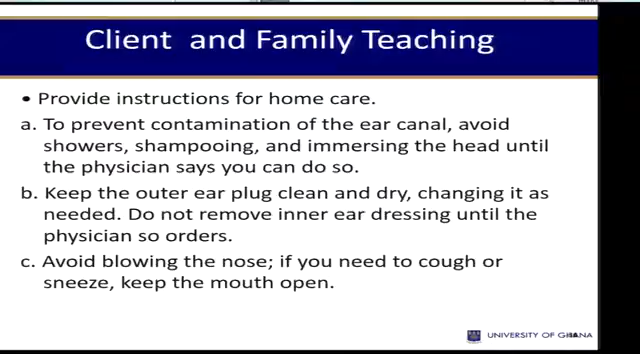 Client and Family Teaching
• Provide instructions for home care.
a. To prevent contamination of the ear canal, avoid
showers, shampooing, and immersing the head until
the physician says you can do so.
b. Keep the outer ear plug clean and dry, changing it as
needed. Do not remove inner ear dressing until the
physician so orders.
c. Avoid blowing the nose; if you need to cough or
sneeze, keep the mouth open.
UNIVERSITY OF GHANA